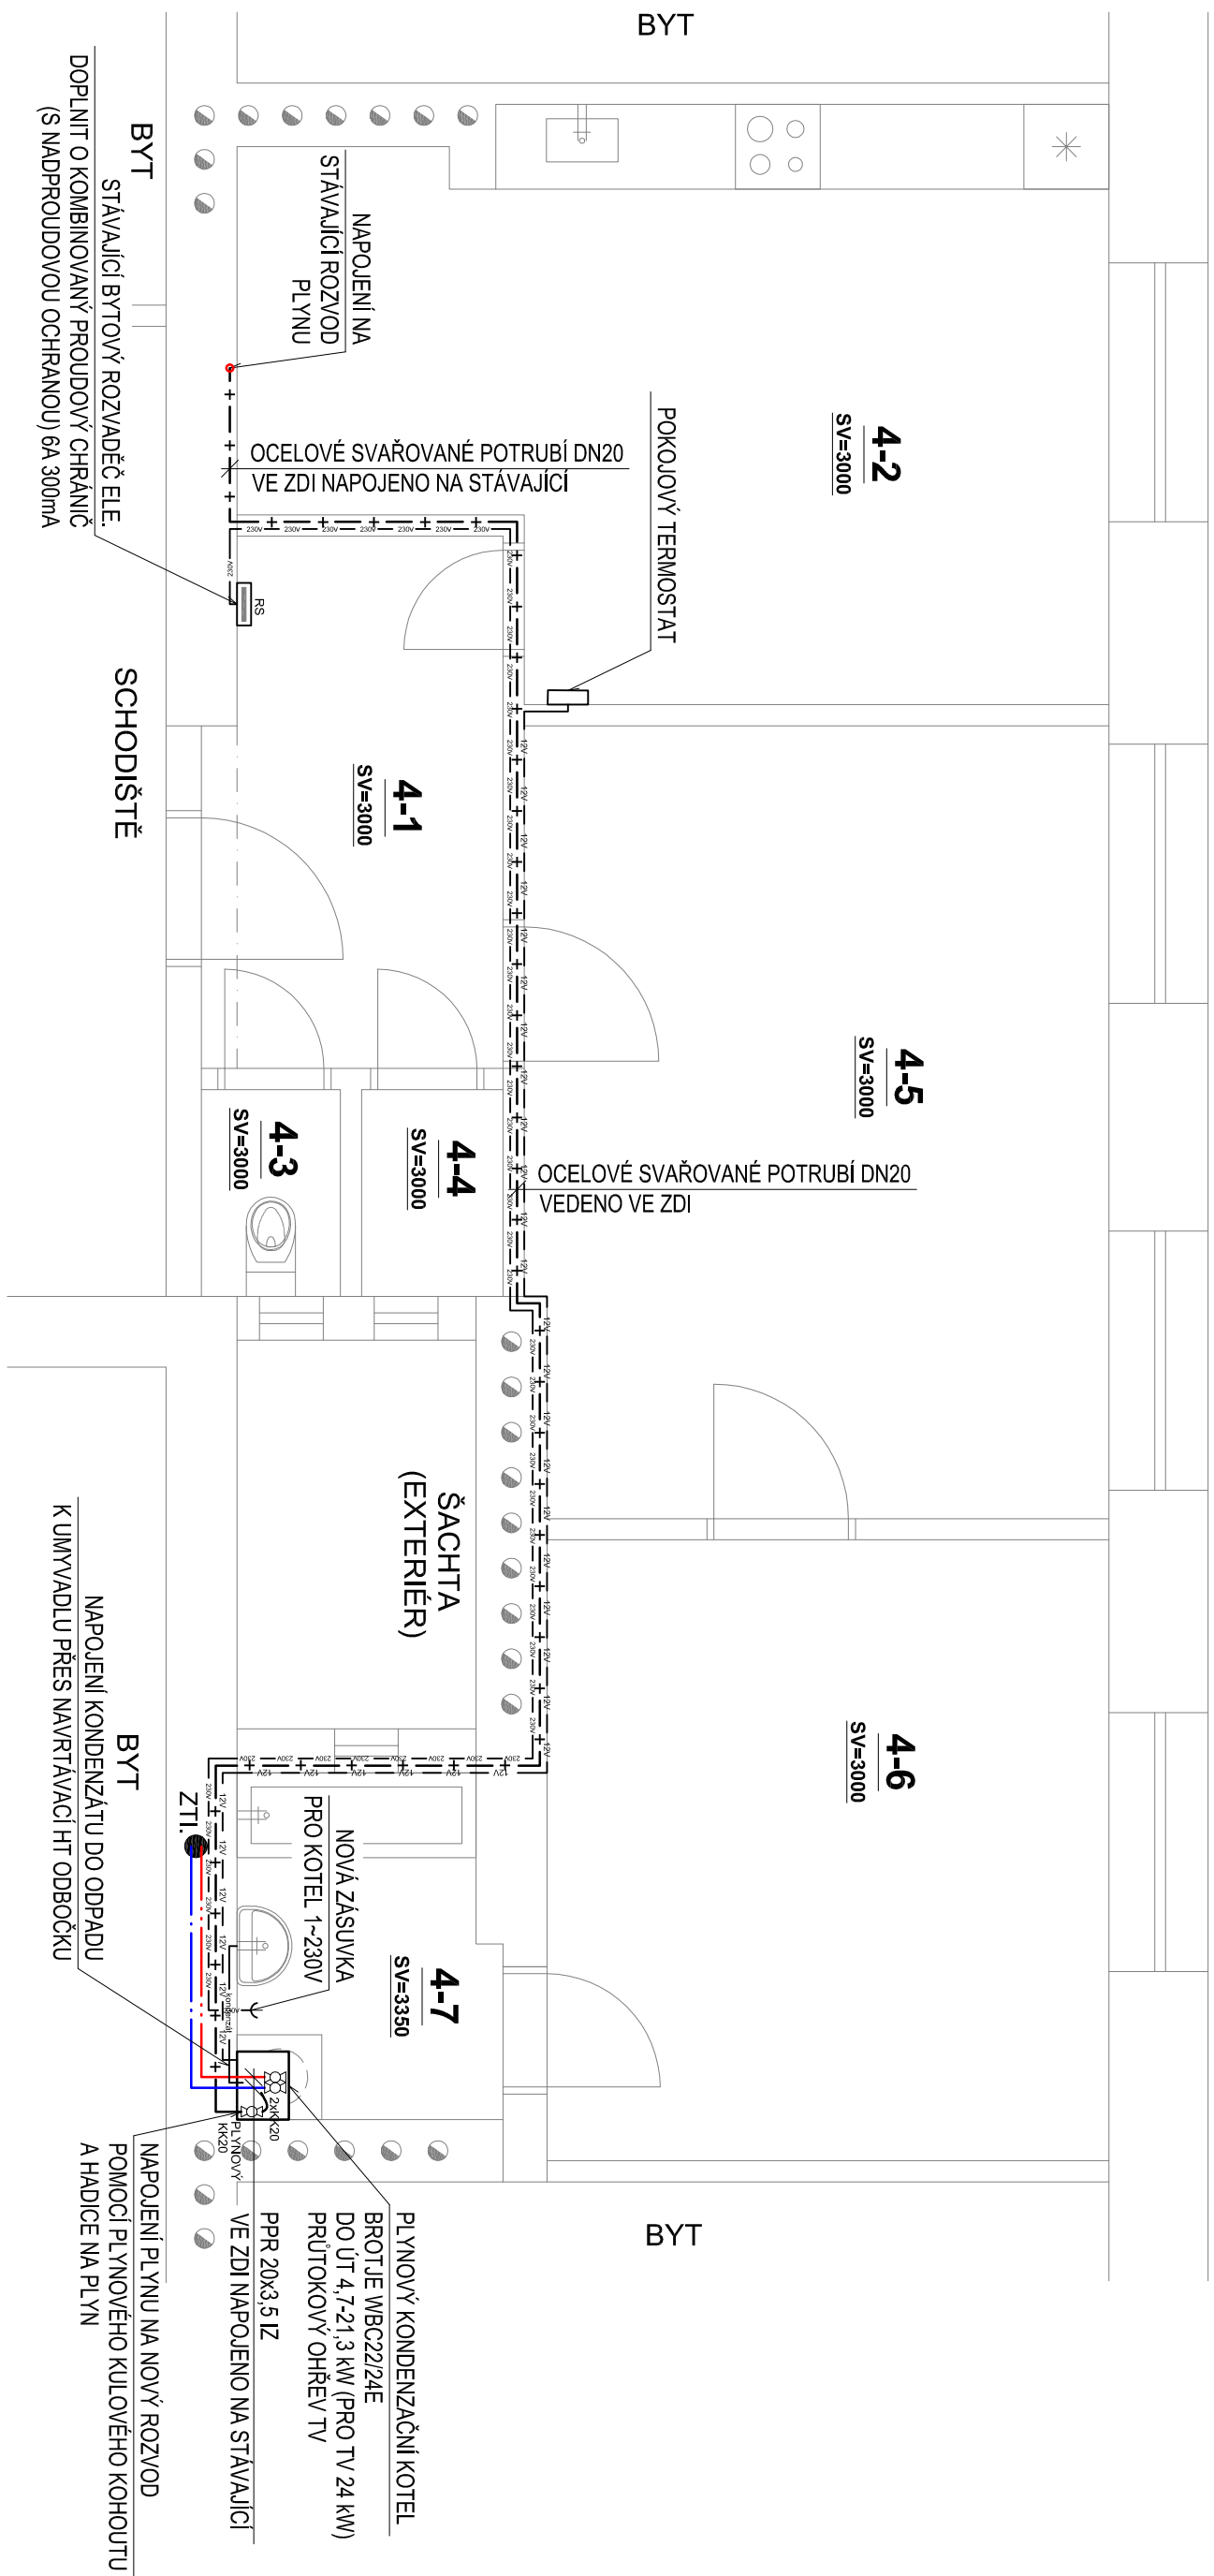 BYT
BYT
STÁVAJÍCÍ BYTOVÝ ROZVADĚČ ELE.
DOPLNIT O KOMBINOVANÝ PROUDOVÝ CHRÁNIČ
(S NADPROUDOVOU OCHRANOU) 6A 300mA
NAPOJENÍ NA
STÁVAJÍCÍ ROZVOD
PLYNU
OCELOVÉ SVAŘOVANÉ POTRUBÍ DN20
VE ZDI NAPOJENO NA STÁVAJÍCÍ
POKOJOVÝ TERMOSTAT
4-2
SV=3000
RS
SCHODIŠTĚ
4-1
SV=3000
4-5
SV=3000
4-3
SV=3000
4-4
SV=3000
OCELOVÉ SVAŘOVANÉ POTRUBÍ DN20
VEDENO VE ZDI
230V
12V
ŠACHTA
(EXTERIÉR)
4-6
SV=3000
BYT
NAPOJENÍ KONDENZÁTU DO ODPADU
K UMYVADLU PŘES NAVRTÁVACÍ HT ODBOČKU
ZTI.
NOVÁ ZÁSUVKA
PRO KOTEL 1~230V
4-7
SV=3350
kondenzát
2xKK20
PLYNOVÝ
KK20
BYT
PLYNOVÝ KONDENZAČNÍ KOTEL
BROTJE WBC22/24E
DO ÚT 4,7-21,3 kW (PRO TV 24 kW)
PRŮTOKOVÝ OHŘEV TV
PPR 20x3,5 IZ
VE ZDI NAPOJENO NA STÁVAJÍCÍ
NAPOJENÍ PLYNU NA NOVÝ ROZVOD
POMOCÍ PLYNOVÉHO KULOVÉHO KOHOUTU
A HADICE NA PLYN